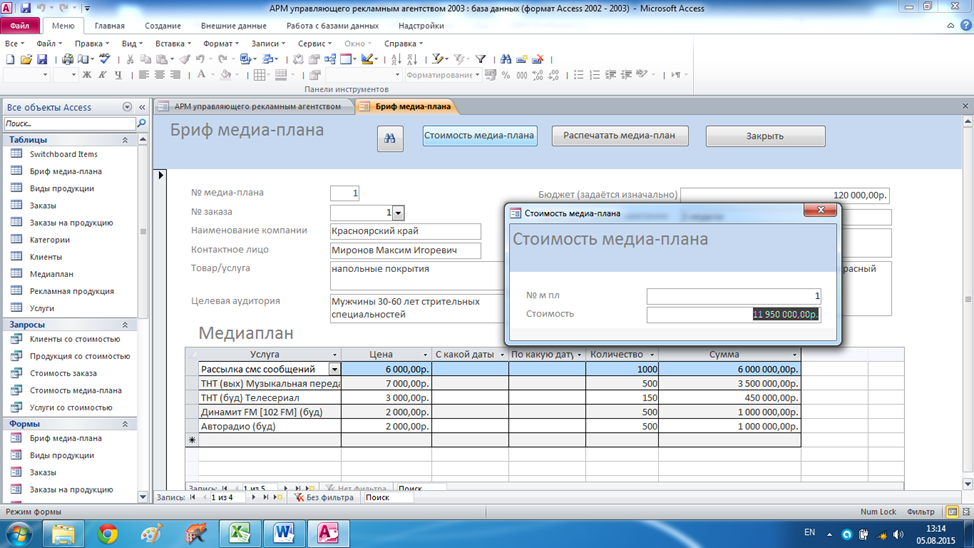 АРМ управляющего рекламным агентством 2003 : база данных (формат Access 2002 - 2003) - Microsoft Access
Файл Меню Главная Создание Внешние данные Работа с базами данных Надстройки
Все Файл Правка Вид Вставка Формат Записи Сервис Окно Справка
Форматирование
Панели инструментов
Все объекты Access
АРМ управляющего рекламным агентством Бриф медиа-плана
Поиск...
Таблицы
Switchboard Items
Бриф медиа-плана
Виды продукции
Заказы
Заказы на продукцию
Категории
Клиенты
Медиаплан
Рекламная продукция
Услуги
Запросы
Клиенты со стоимостью
Продукция со стоимостью
Стоимость заказа
Стоимость медиа-плана
Услуги со стоимостью
Формы
Бриф медиа-плана
Виды продукции
Заказы
Заказы на продукцию
Бриф медиа-плана
Стоимость медиа-плана Распечатать медиа-план Закрыть
№ медиа-плана 1
Бюджет (задаётся изначально) 120 000,00р.
№ заказа 1
Наименование компании Красноярский край
Контактное лицо Миронов Максим Игоревич
Товар/услуга напольные покрытия
Целевая аудитория Мужчины 30-60 лет стрительных
специальностей
Стоимость медиа-плана
Стоимость медиа-плана
№ м пл 1
Стоимость 11 950 000,00р.
Медиаплан
Услуга Цена С какой даты По какую дату Количество Сумма
Рассылка смс сообщений 6 000,00р. 1000 6 000 000,00р.
ТНТ (вых) Музыкальная переда 7 000,00р. 500 3 500 000,00р.
ТНТ (буд) Телесериал 3 000,00р. 150 450 000,00р.
Динамит FM [102 FM] (буд) 2 000,00р. 500 1 000 000,00р.
Авторадио (буд) 2 000,00р. 500 1 000 000,00р.
Запись: 1 из 5 Нет фильтра Поиск
Запись: 1 из 4 Без фильтра Поиск
Режим формы Num Lock Фильтр
EN 13:14
05.08.2015